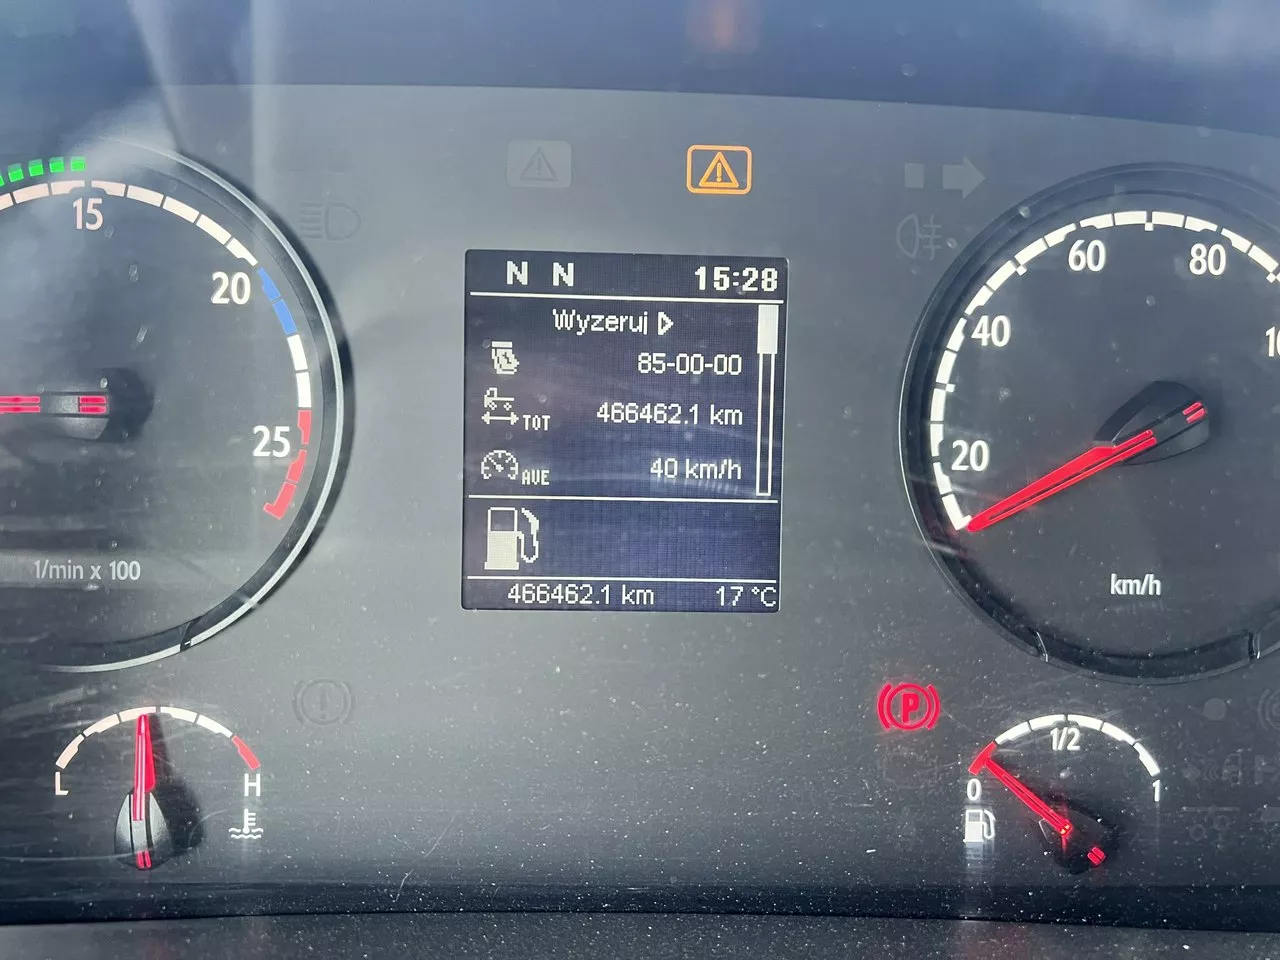 15
20
25
1/min x 100
N N 15:28
Wyzeruj
85-00-00
TOT 466462.1 km
AVE 40 km/h
466462.1 km 17 °C
20
40
60
80
km/h
L
H
P
0
1/2
1